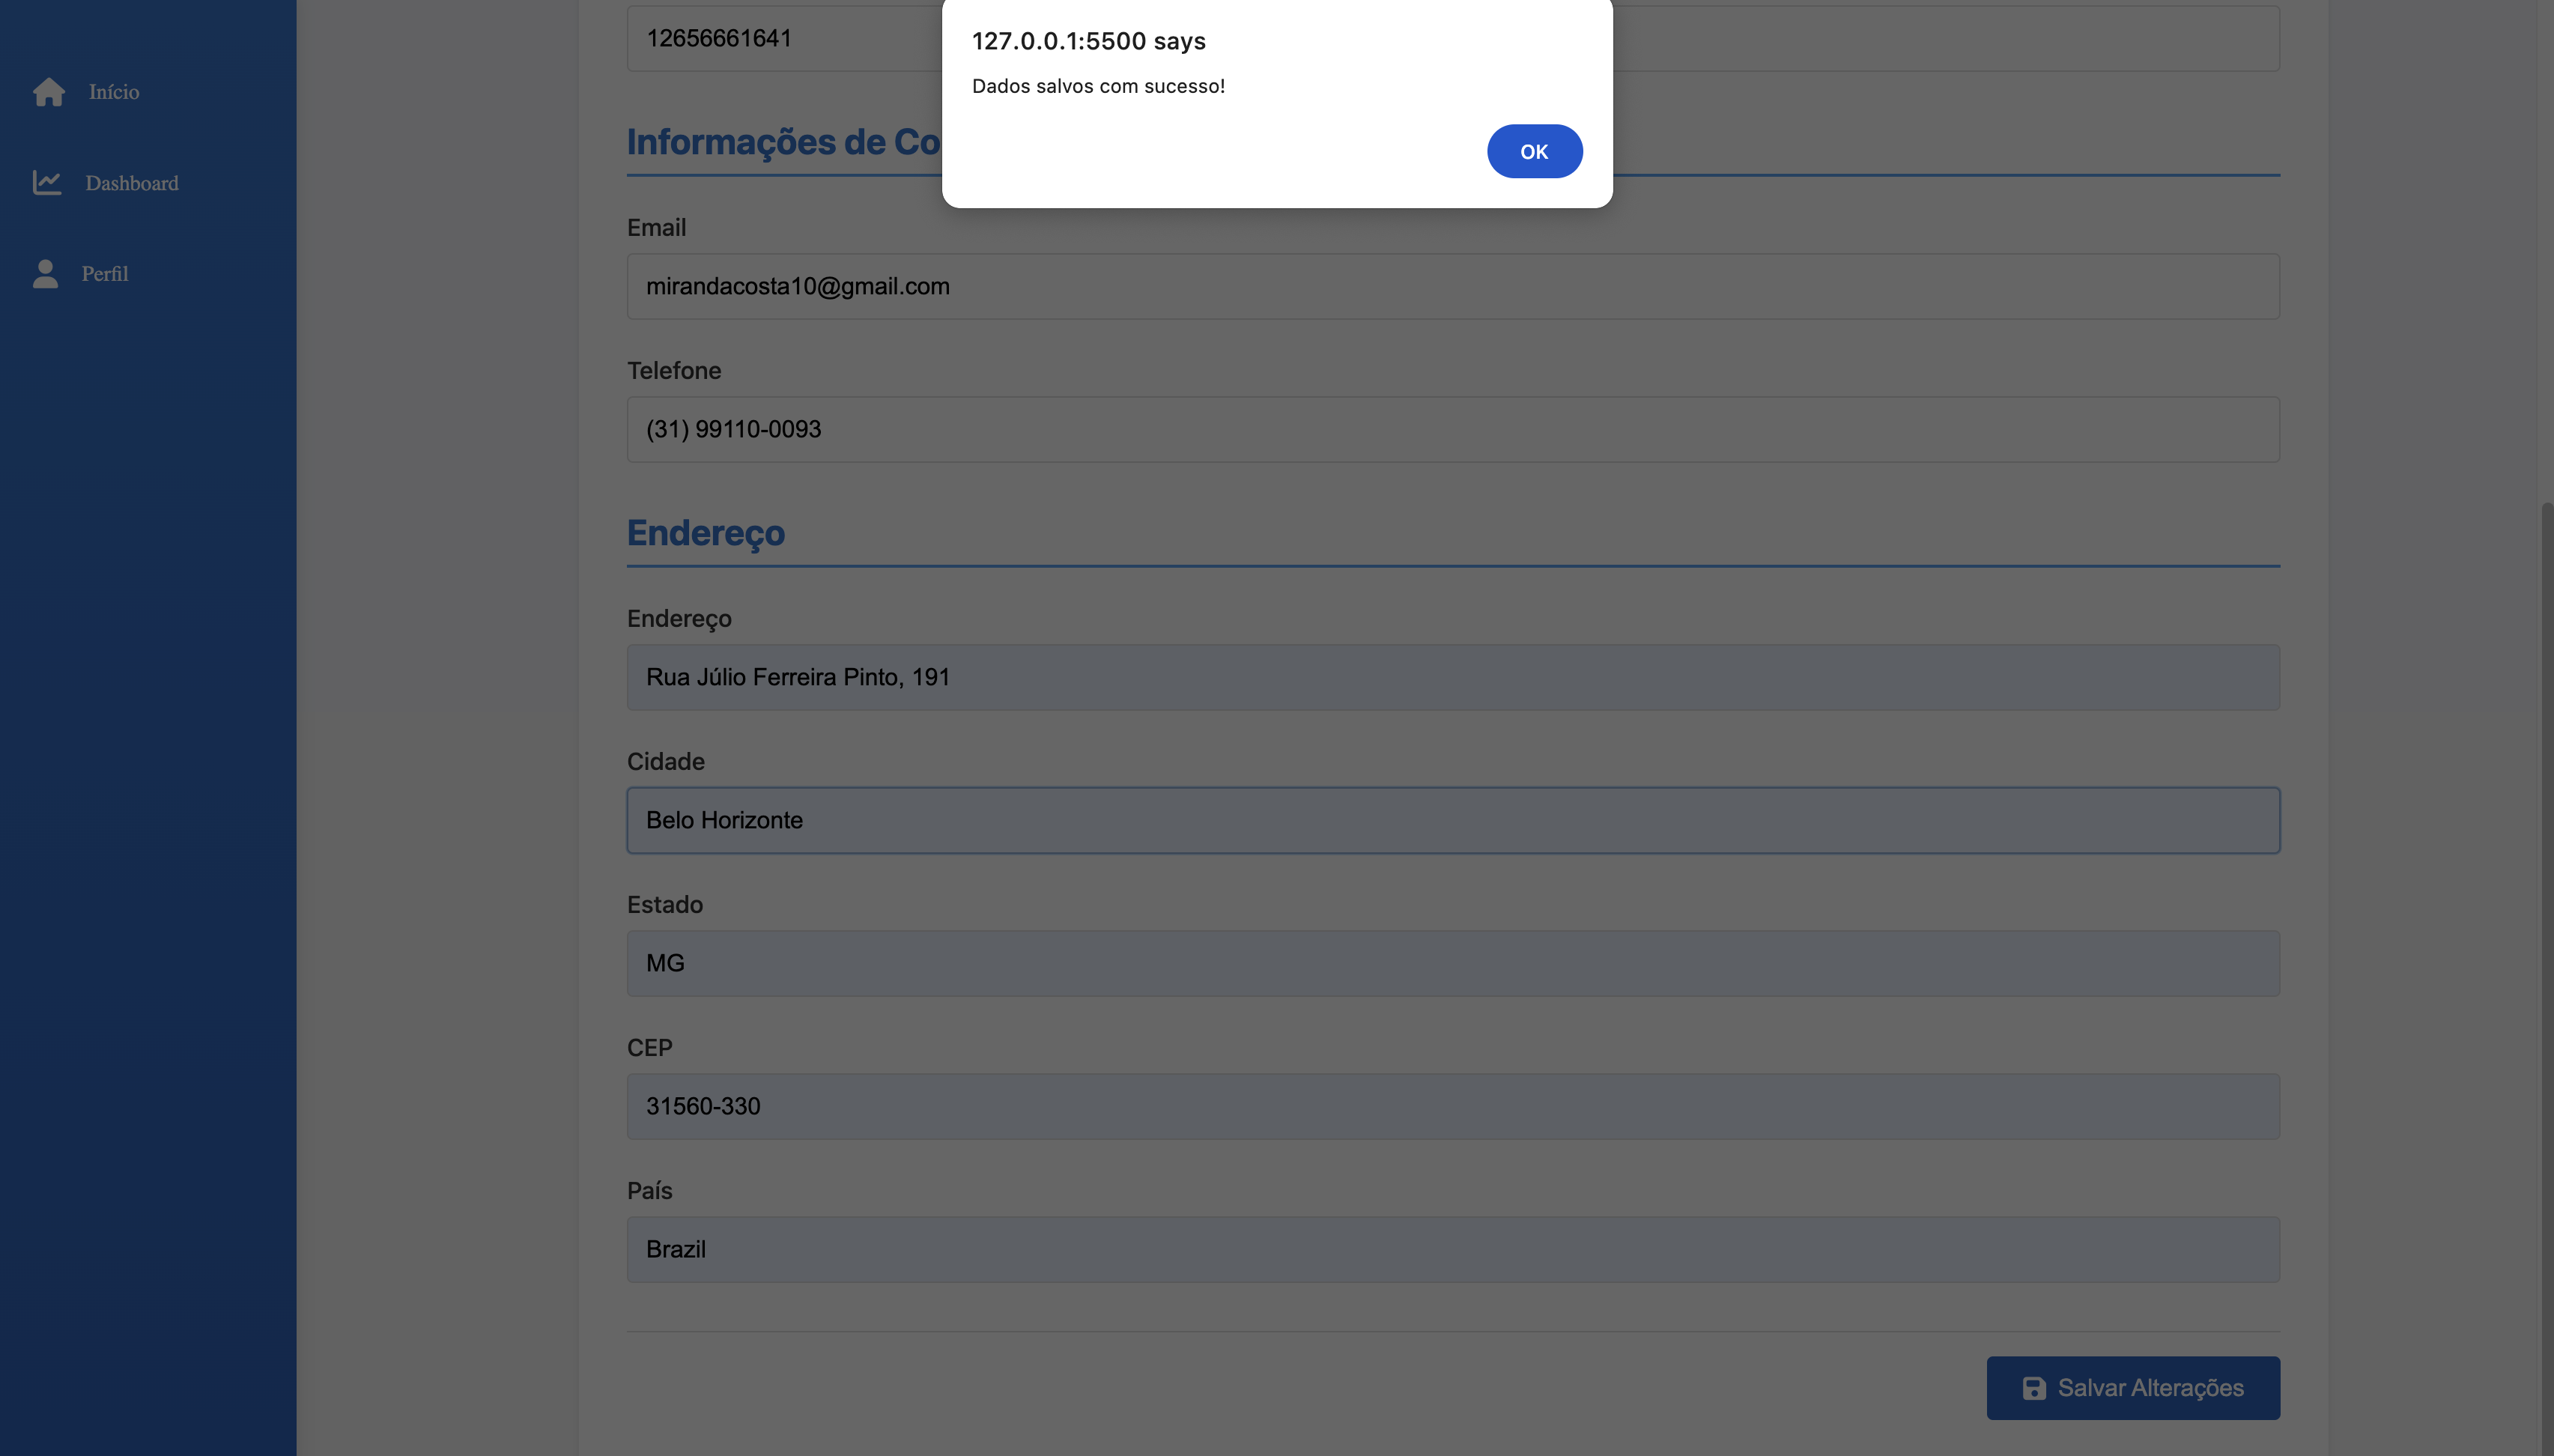 Início
Dashboard
Perfil
127.0.0.1:5500 says
Dados salvos com sucesso!
OK
12656661641
Informações de Co
Email
mirandacosta10@gmail.com
Telefone
(31) 99110-0093
Endereço
Endereço
Rua Júlio Ferreira Pinto, 191
Cidade
Belo Horizonte
Estado
MG
CEP
31560-330
País
Brazil
Salvar Alterações